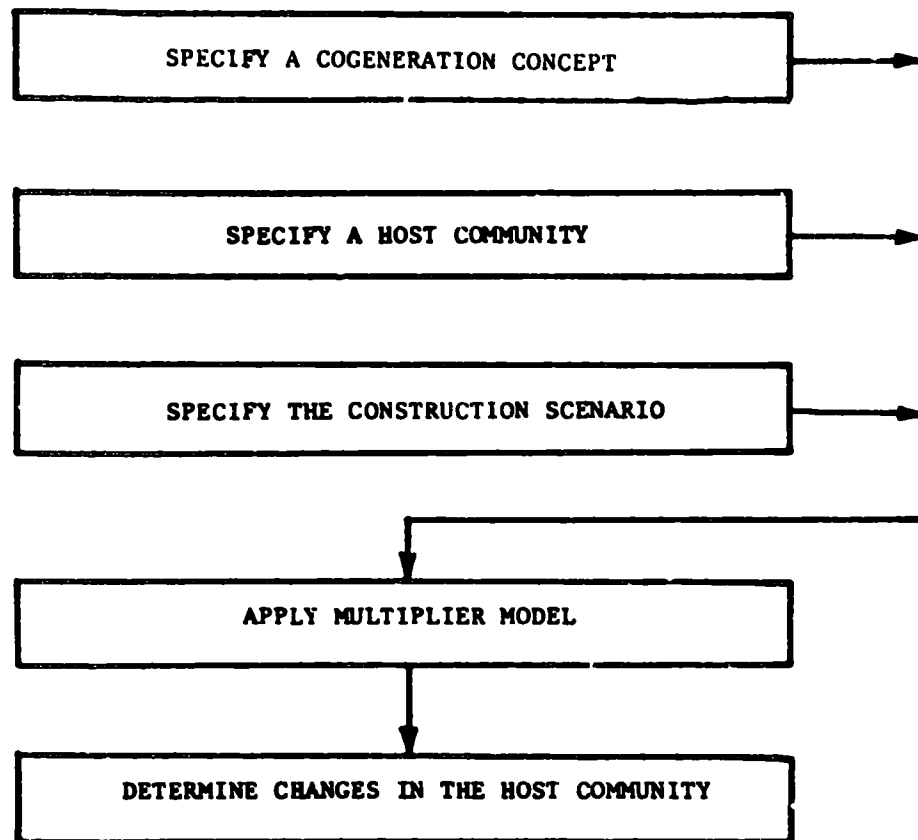 SPECIFY A COGENERATION CONCEPT
SPECIFY A HOST COMMUNITY
SPECIFY THE CONSTRUCTION SCENARIO
APPLY MULTIPLIER MODEL
DETERMINE CHANGES IN THE HOST COMMUNITY